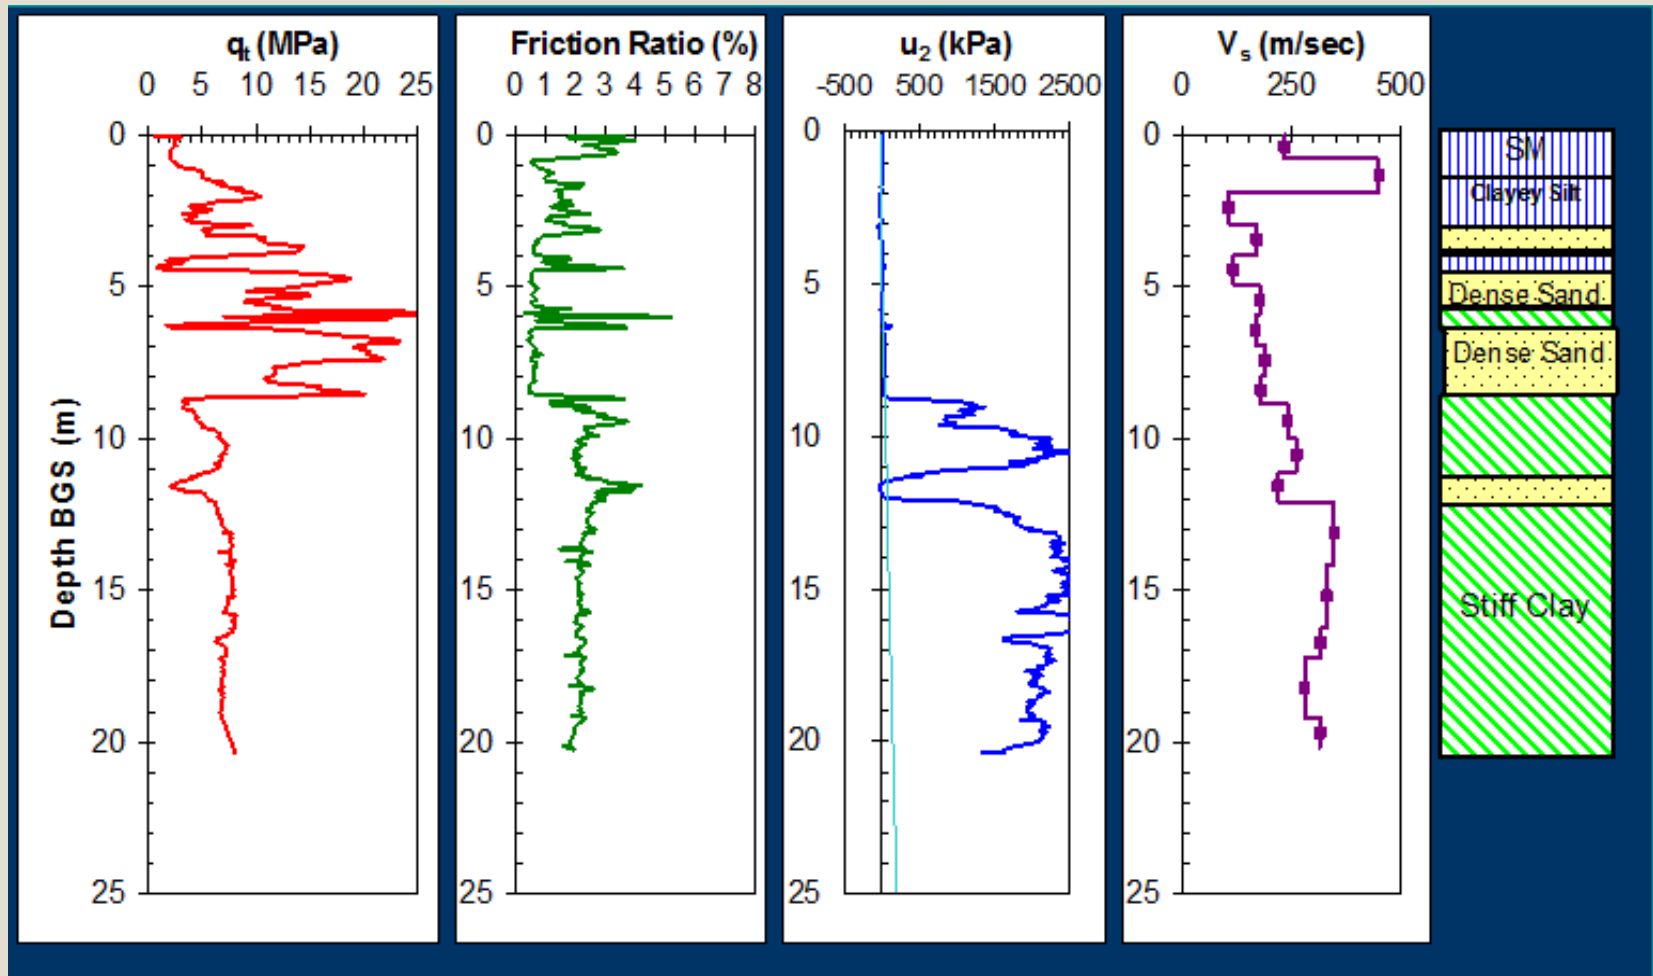 qt (MPa)
0 5 10 15 20 25
0
5
10
15
20
25
Depth BGS (m)
Friction Ratio (%)
0 1 2 3 4 5 6 7 8
0
5
10
15
20
25
u2 (kPa)
-500 500 1500 2500
0
5
10
15
20
25
Vs (m/sec)
0 250 500
0
5
10
15
20
25
SM
Clayey Silt
Dense Sand
Dense Sand
Stiff Clay